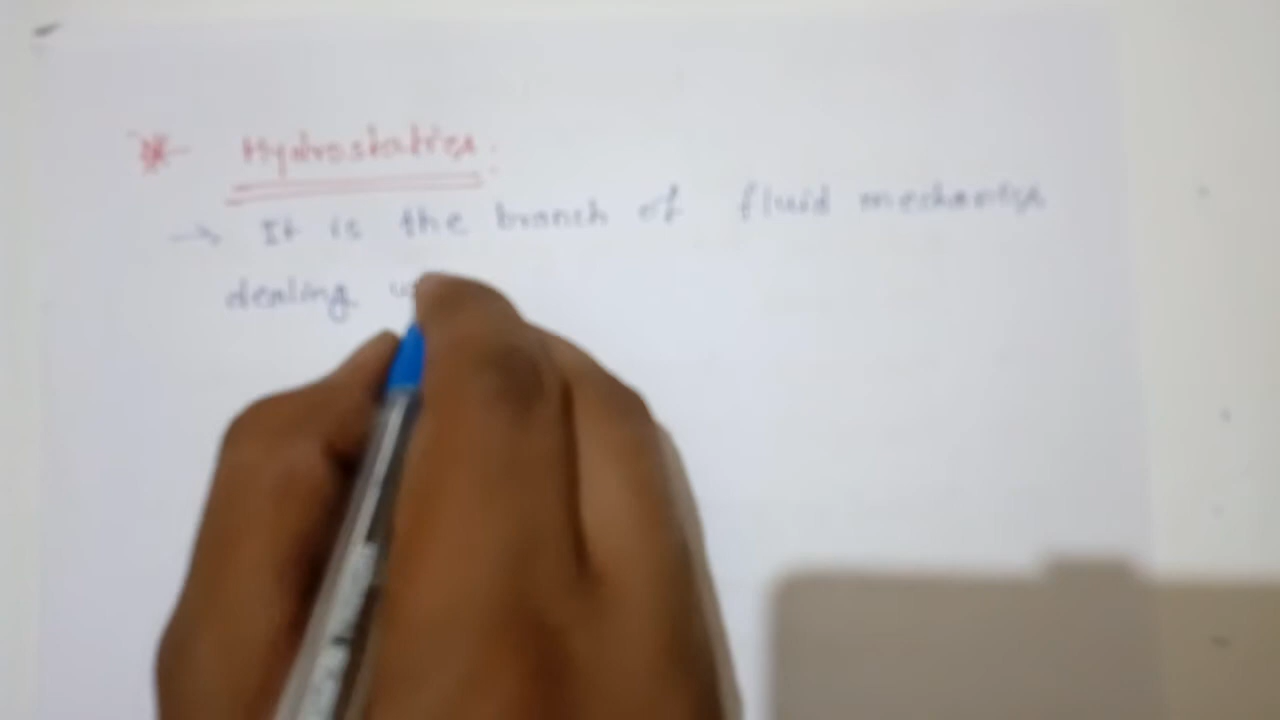 Hydrostatics.
→ It is the branch of fluid mechanics
dealing